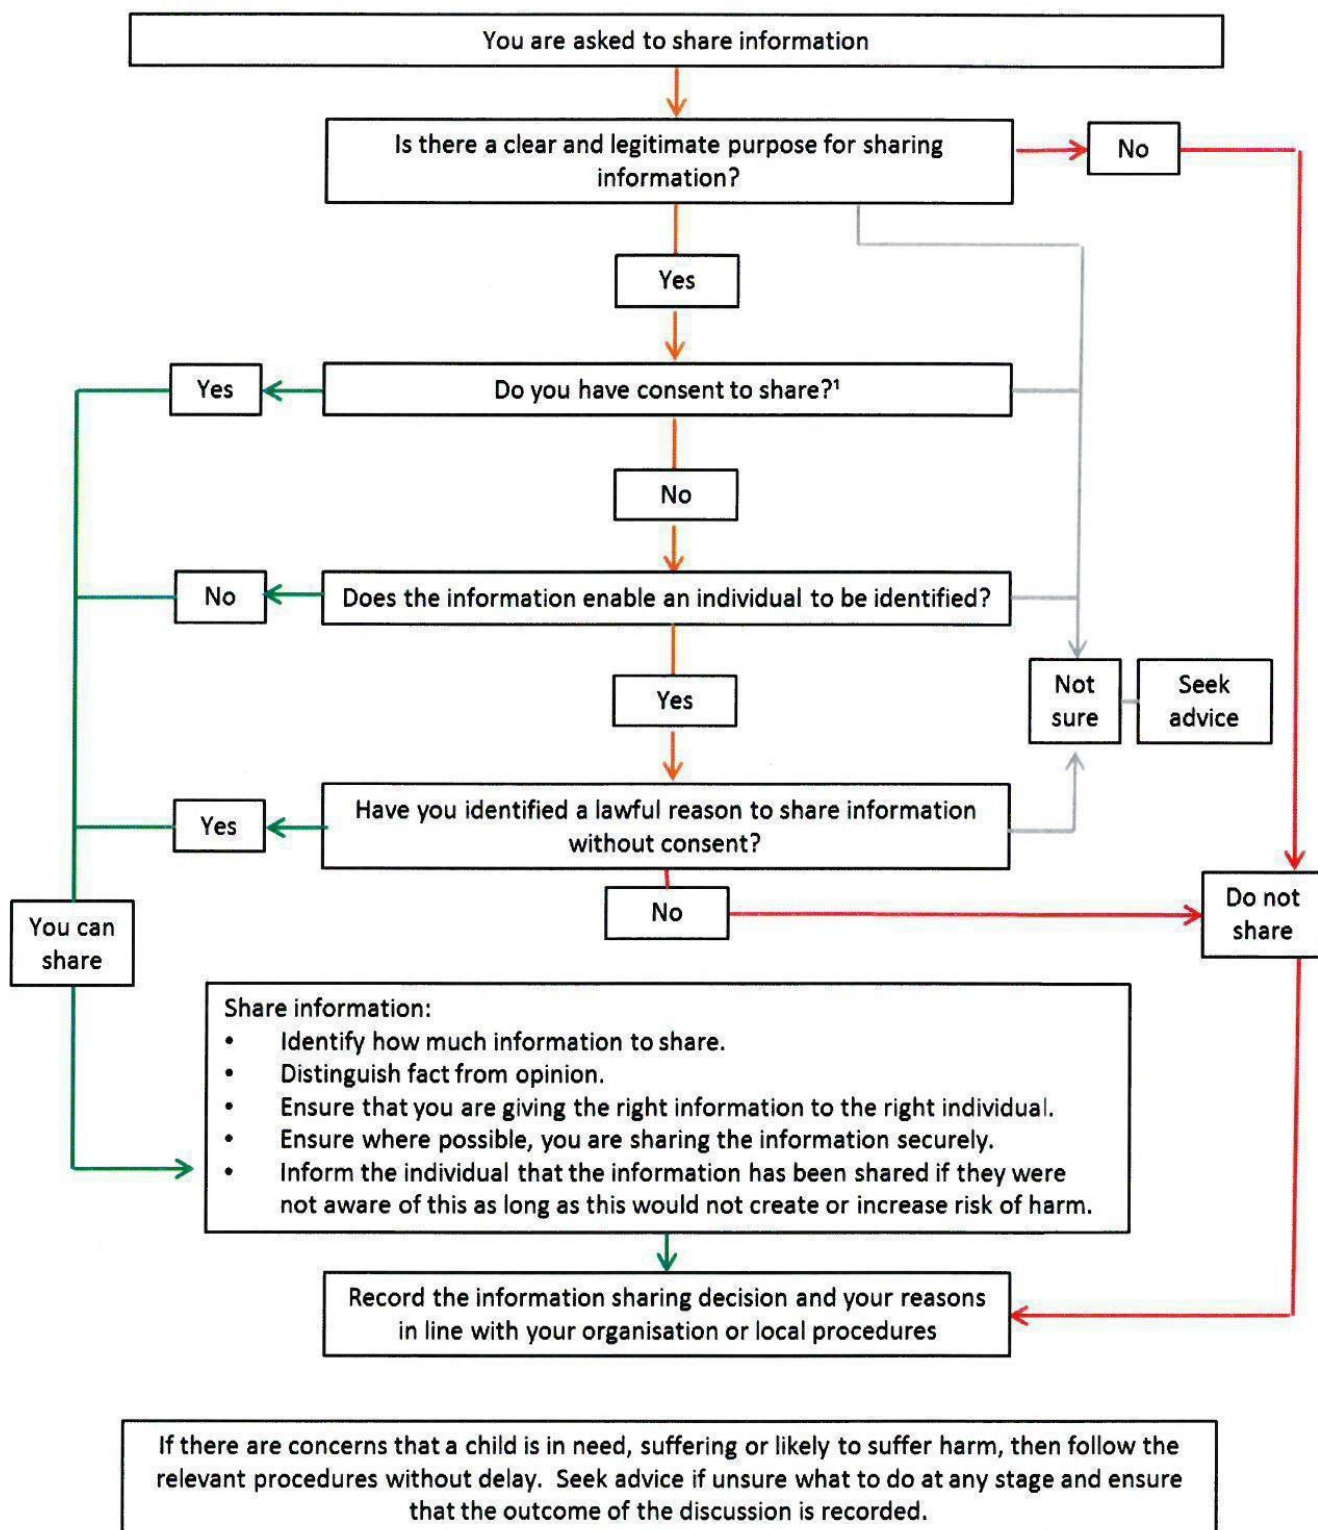 You are asked to share information
Is there a clear and legitimate purpose for sharing
information?
No
Yes
Yes
Do you have consent to share?¹
No
No
Does the information enable an individual to be identified?
Yes
Not
sure
Seek
advice
Yes
Have you identified a lawful reason to share information
without consent?
No
Do not
share
You can
share
Share information:
• Identify how much information to share.
• Distinguish fact from opinion.
• Ensure that you are giving the right information to the right individual.
• Ensure where possible, you are sharing the information securely.
• Inform the individual that the information has been shared if they were
not aware of this as long as this would not create or increase risk of harm.
Record the information sharing decision and your reasons
in line with your organisation or local procedures
If there are concerns that a child is in need, suffering or likely to suffer harm, then follow the
relevant procedures without delay. Seek advice if unsure what to do at any stage and ensure
that the outcome of the discussion is recorded.